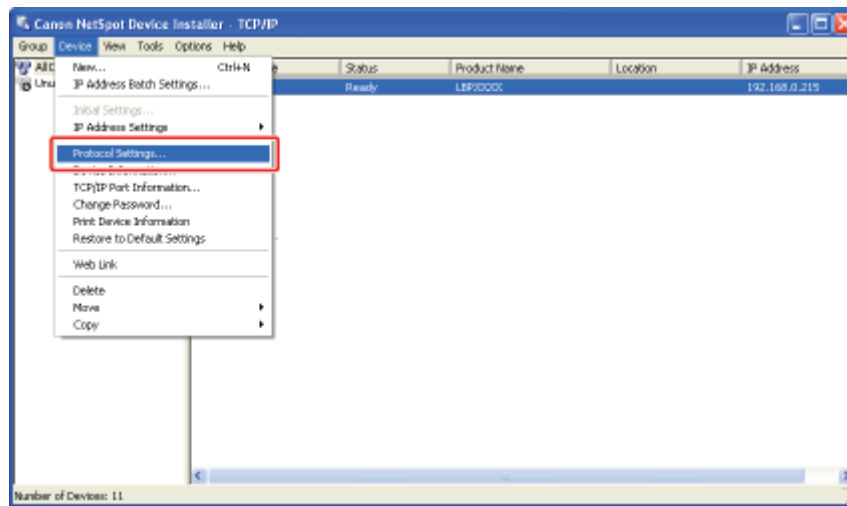 Canon NetSpot Device Installer - TCP/IP
Group Device View Tools Options Help
All D
Unu
Status Product Name Location IP Address
Ready LBPXXXX 192.168.0.215
New... Ctrl+N
IP Address Batch Settings...
Initial Settings...
IP Address Settings
Protocol Settings...
TCP/IP Port Information...
Change Password...
Print Device Information
Restore to Default Settings
Web Link
Delete
Move
Copy
Number of Devices: 11